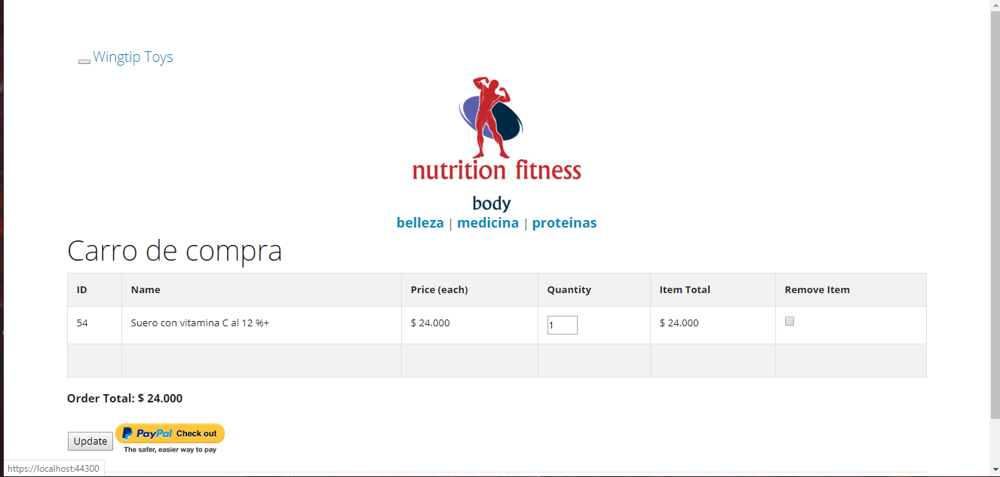 Wingtip Toys
nutrition fitness
body
belleza | medicina | proteinas
Carro de compra
ID Name Price (each) Quantity Item Total Remove Item
54 Suero con vitamina C al 12 %+ $ 24.000 1 $ 24.000
Order Total: $ 24.000
Update PayPal Check out
The safer, easier way to pay
https://localhost:44300